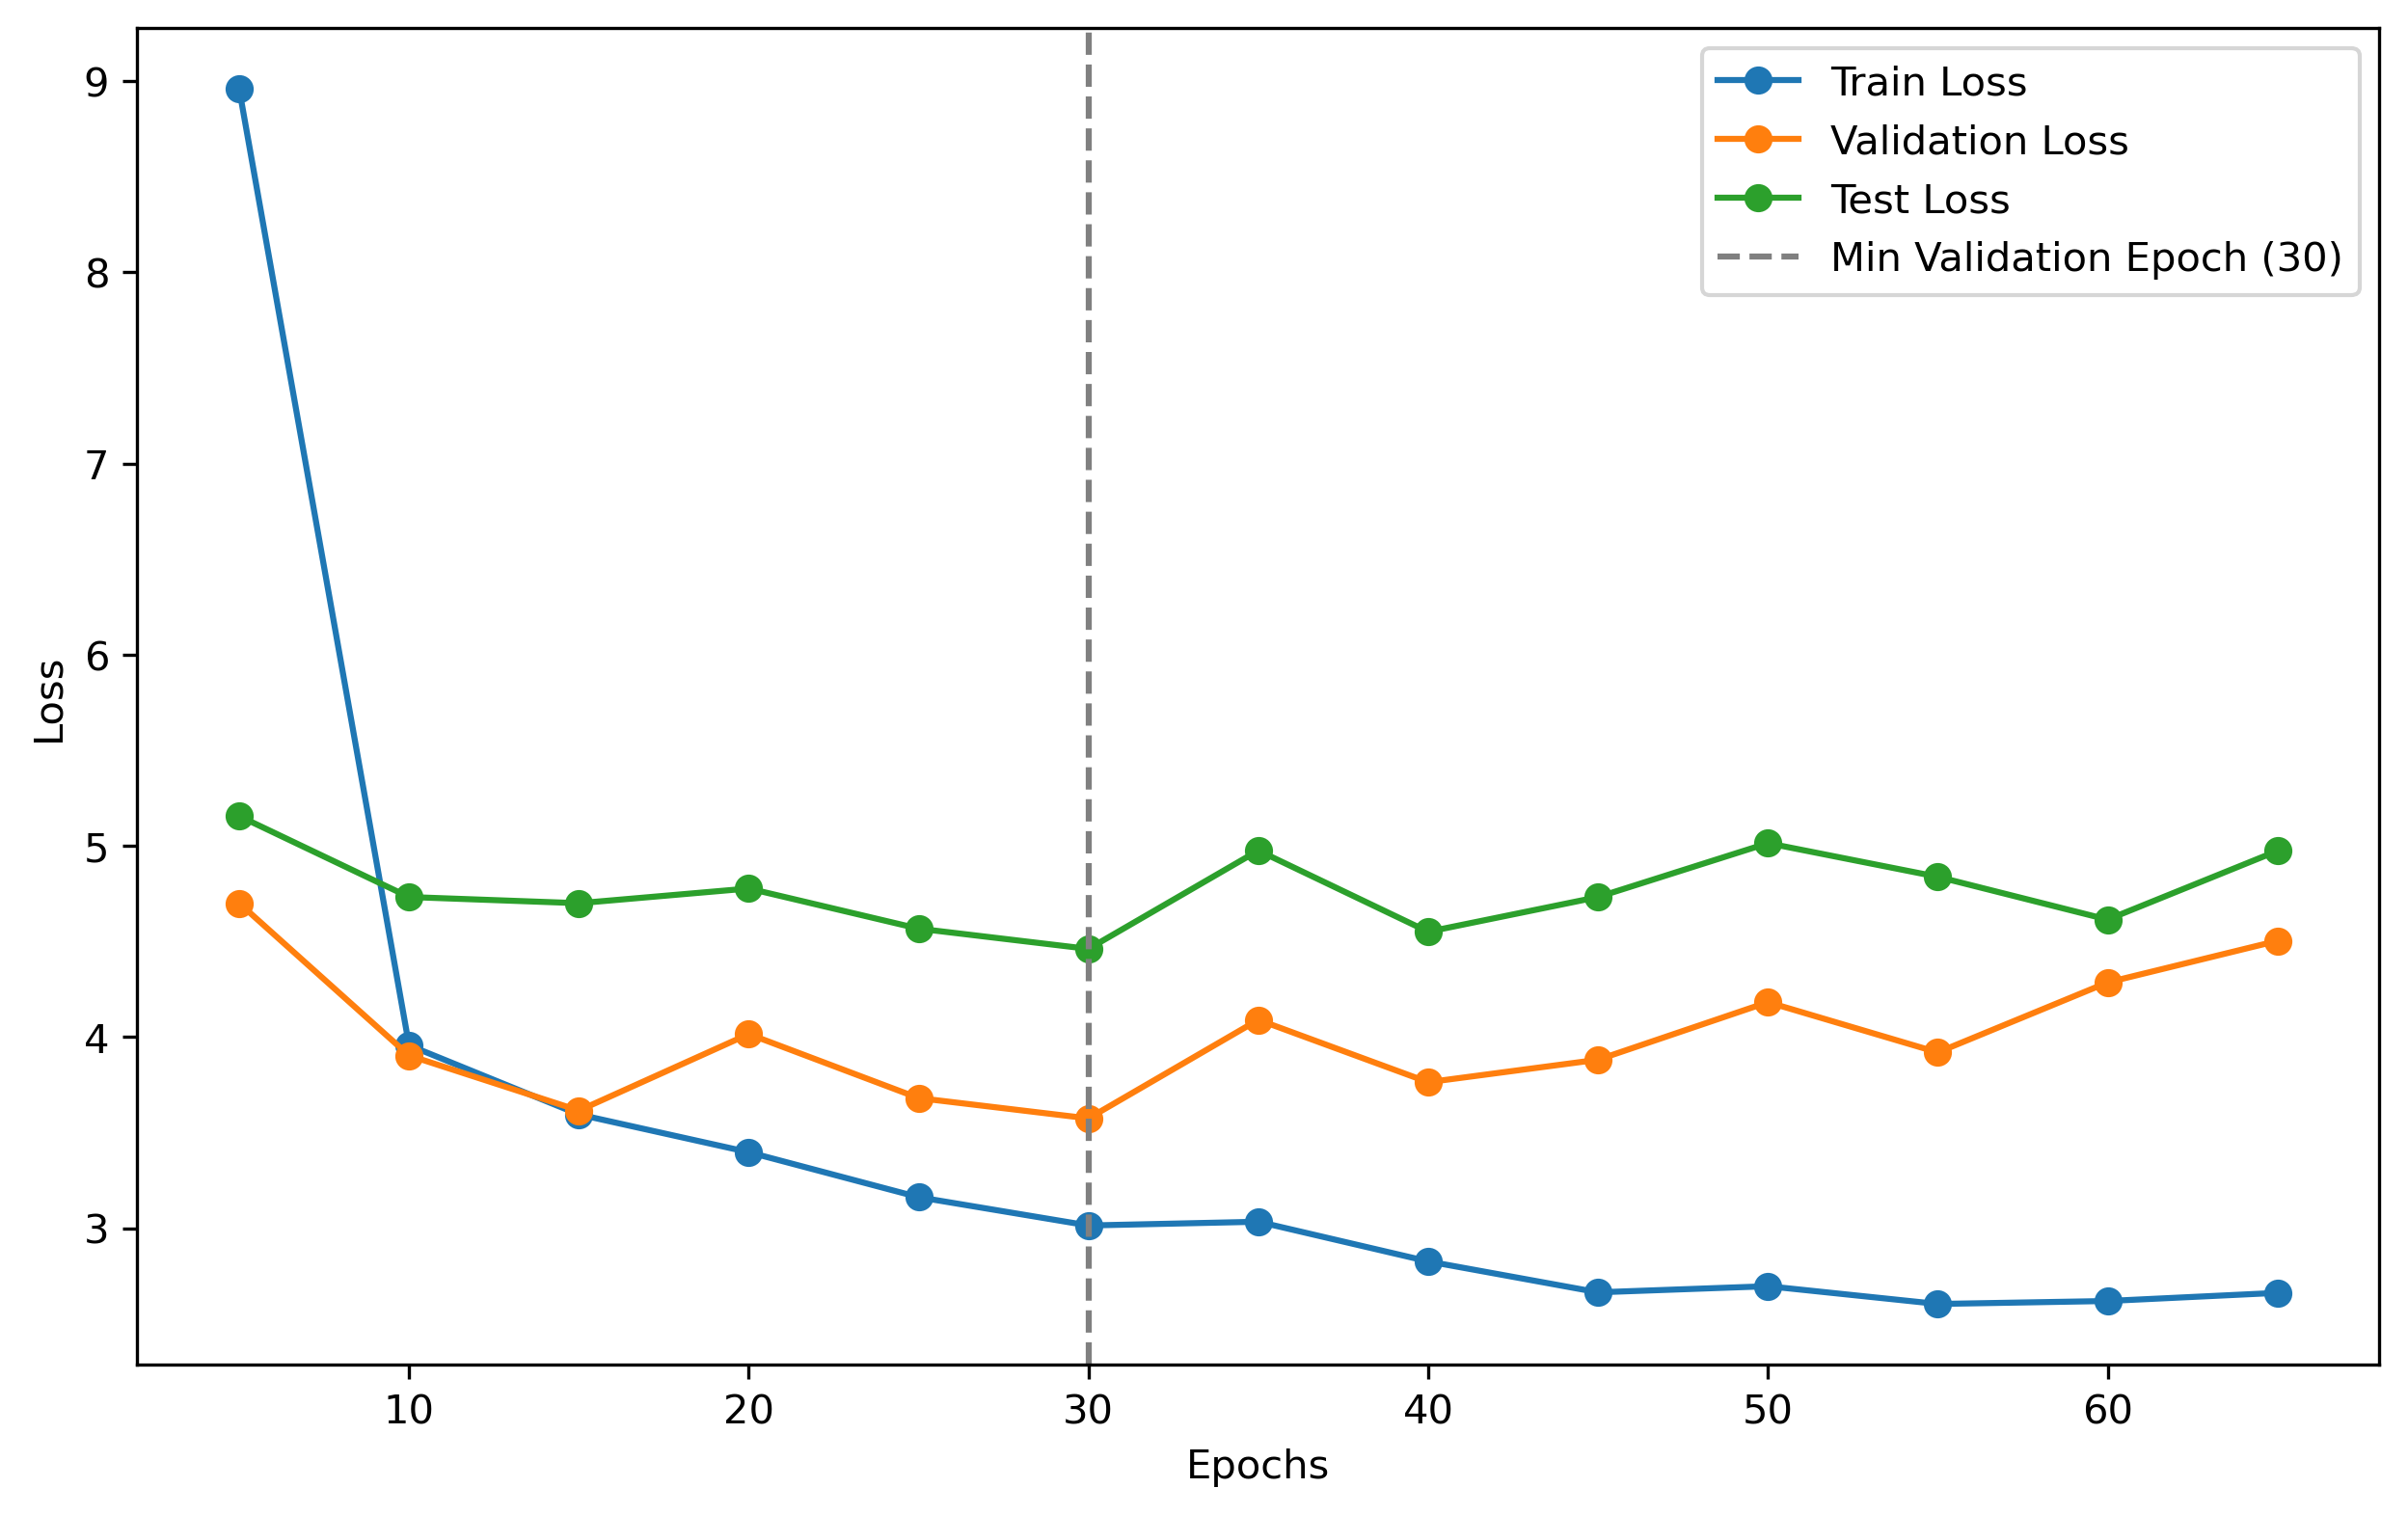 Train Loss
Validation Loss
Test Loss
Min Validation Epoch (30)
9
8
7
6
5
4
3
Loss
10 20 30 40 50 60
Epochs